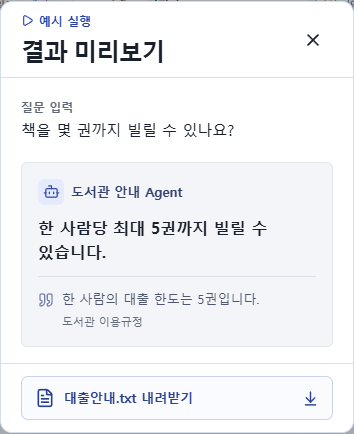 예시 실행
결과 미리보기
질문 입력
책을 몇 권까지 빌릴 수 있나요?
도서관 안내 Agent
한 사람당 최대 5권까지 빌릴 수
있습니다.
한 사람의 대출 한도는 5권입니다.
도서관 이용규정
대출안내.txt 내려받기